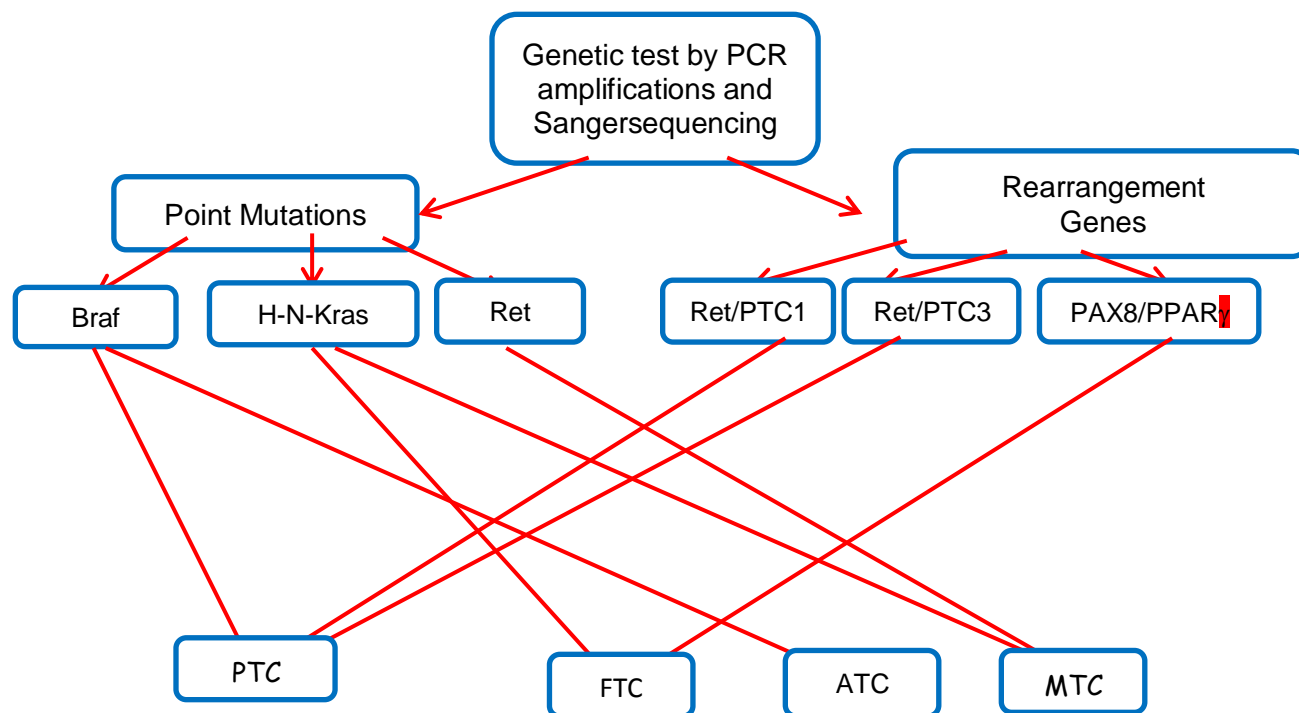 Genetic test by PCR
amplifications and
Sangersequencing
Point Mutations
Rearrangement
Genes
Braf
H-N-Kras
Ret
Ret/PTC1
Ret/PTC3
PAX8/PPARγ
PTC
FTC
ATC
MTC